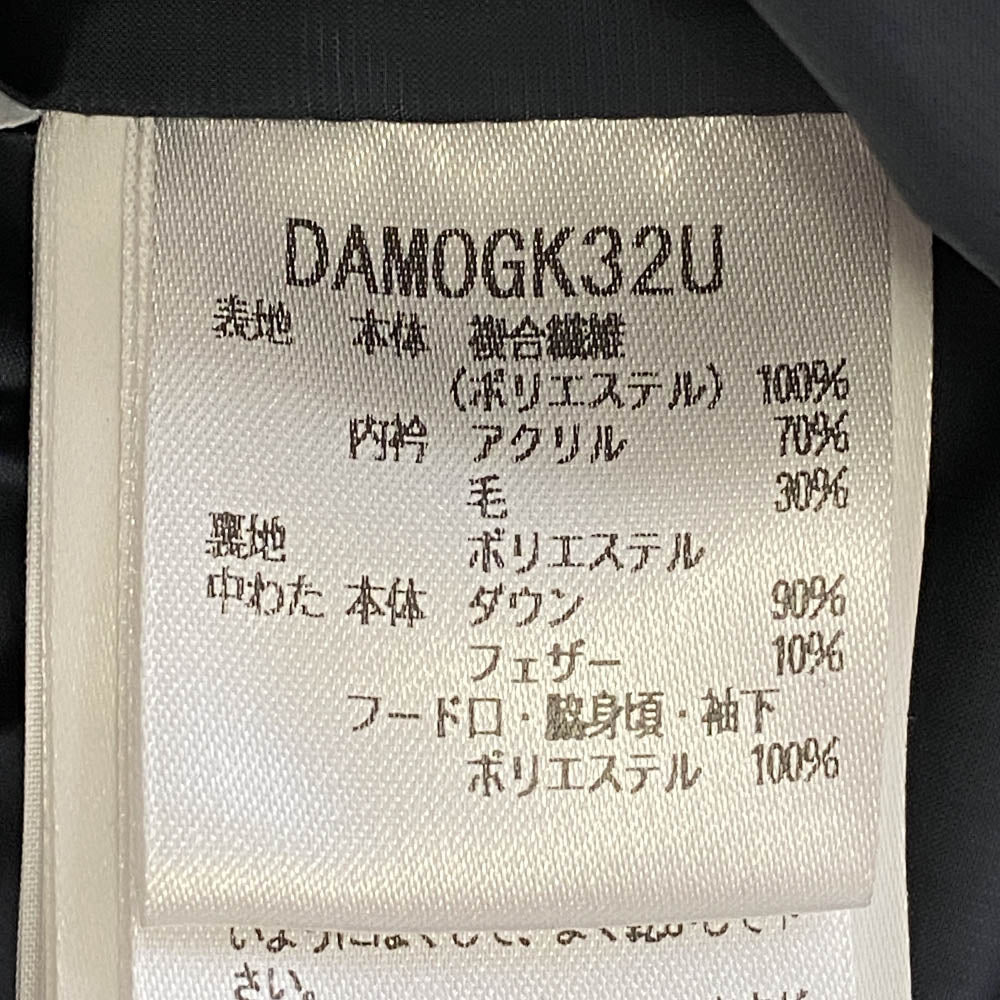 DAMOGK32U
表地 本体 複合繊維
(ポリエステル) 100%
内衿 アクリル 70%
毛 30%
裏地 ポリエステル
中わた 本体 ダウン 90%
フェザー 10%
フード口・脇身頃・袖下
ポリエステル 100%
さい。